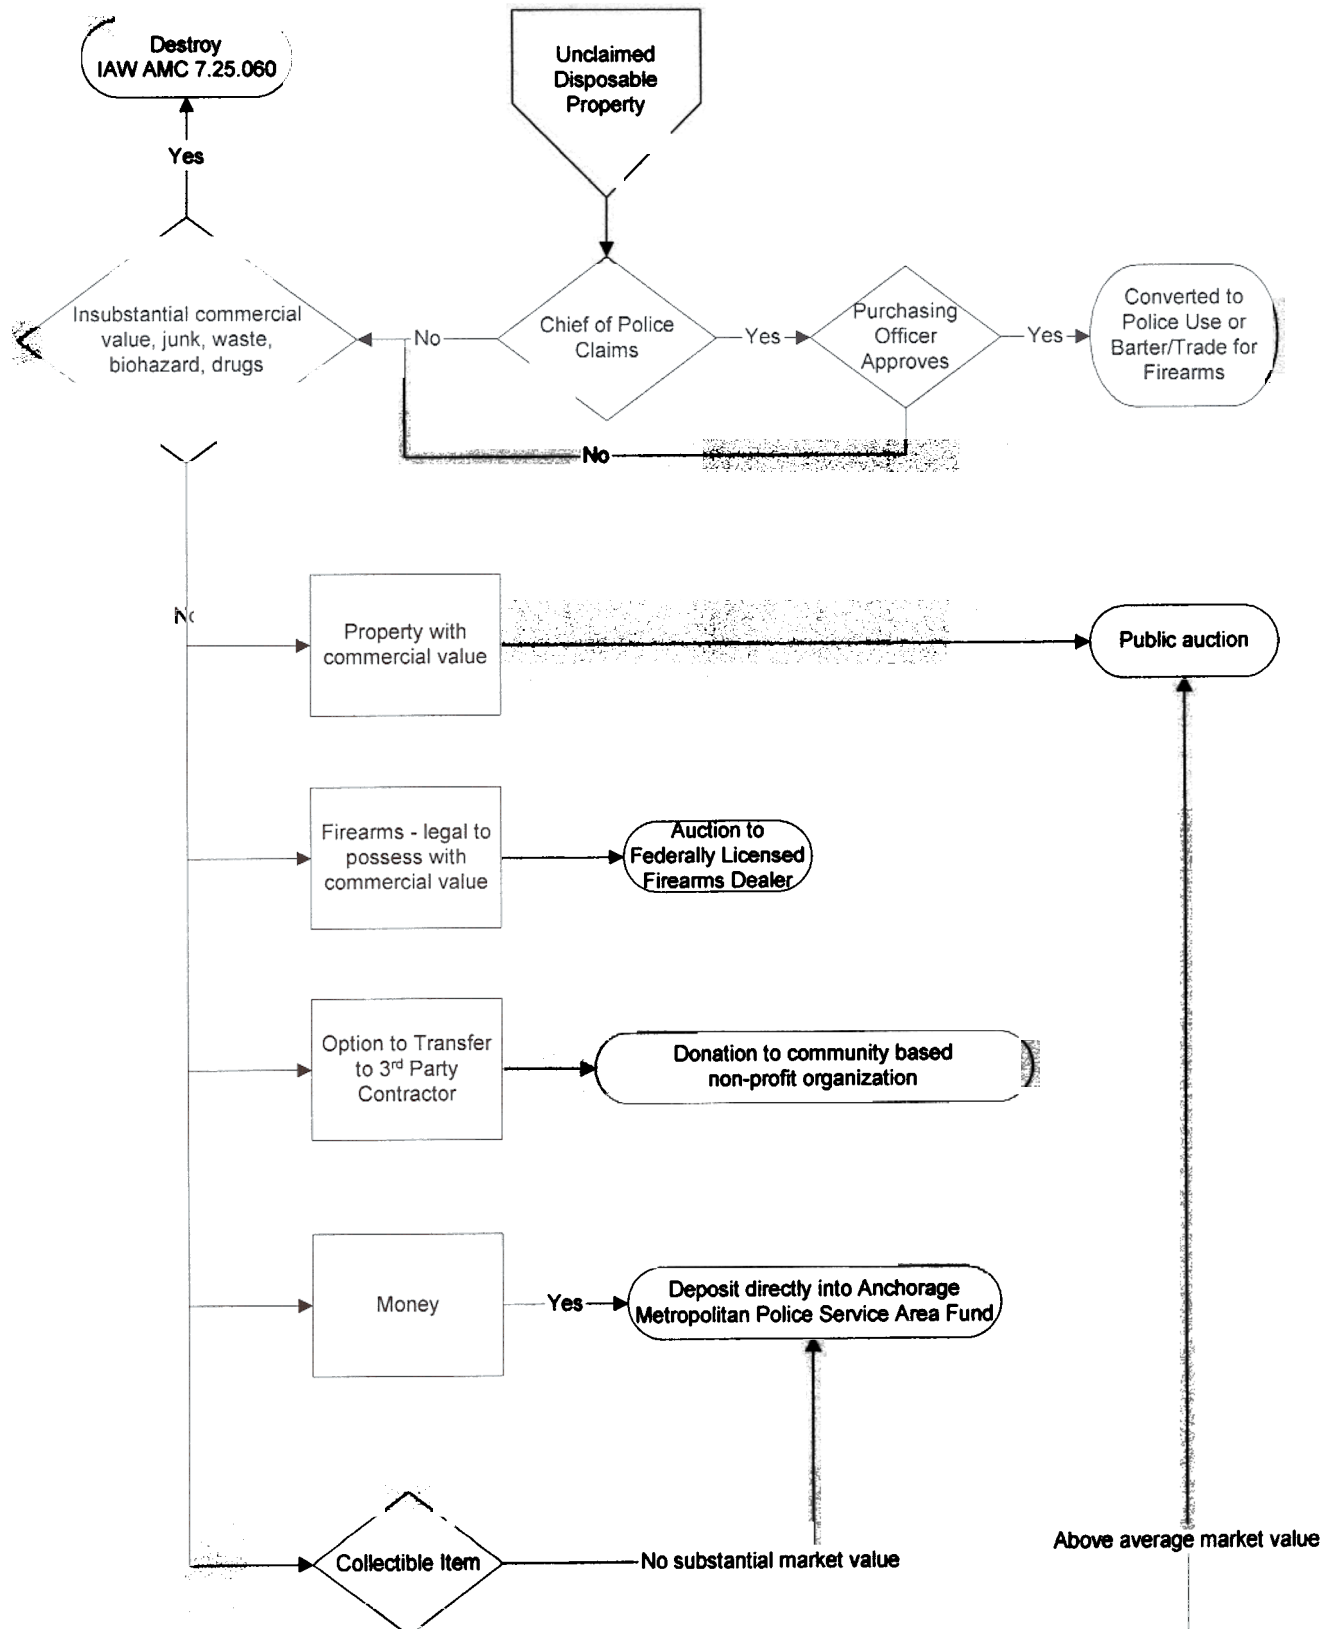 Destroy
IAW AMC 7.25.060
Unclaimed
Disposable
Property
Yes
Insubstantial commercial
value, junk, waste,
biohazard, drugs
No
Chief of Police
Claims
Yes
Purchasing
Officer
Approves
Yes
Converted to
Police Use or
Barter/Trade for
Firearms
No
No
Property with
commercial value
Public auction
Firearms - legal to
possess with
commercial value
Auction to
Federally Licensed
Firearms Dealer
Option to Transfer
to 3rd Party
Contractor
Donation to community based
non-profit organization
Money
Yes
Deposit directly into Anchorage
Metropolitan Police Service Area Fund
Collectible Item
No substantial market value
Above average market value